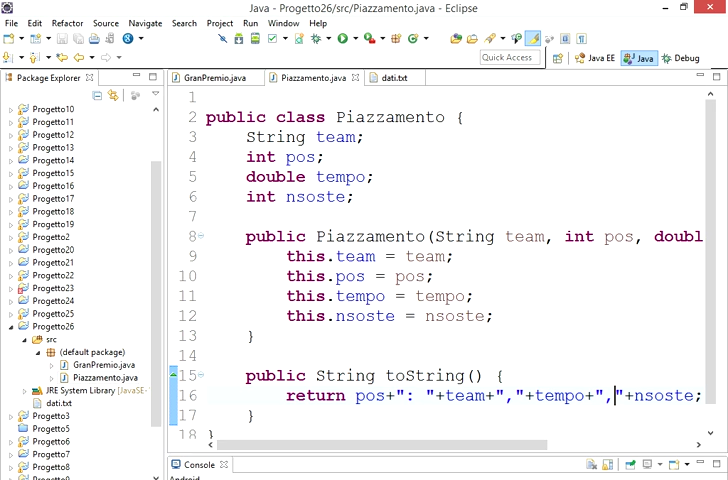 Java - Progetto26/src/Piazzamento.java - Eclipse
File Edit Refactor Source Navigate Search Project Run Window Help
Quick Access Java EE Java Debug
Package Explorer
GranPremio.java Piazzamento.java dati.txt
Progetto10
Progetto11
Progetto12
Progetto13
Progetto14
Progetto15
Progetto16
Progetto17
Progetto18
Progetto19
Progetto2
Progetto20
Progetto21
Progetto22
Progetto23
Progetto24
Progetto25
Progetto26
src
(default package)
GranPremio.java
Piazzamento.java
JRE System Library [JavaSE-
dati.txt
Progetto3
Progetto5
Progetto6
Progetto7
Progetto8
Progetto9
1
2 public class Piazzamento {
3 String team;
4 int pos;
5 double tempo;
6 int nsoste;
7
8 public Piazzamento(String team, int pos, doubl
9 this.team = team;
10 this.pos = pos;
11 this.tempo = tempo;
12 this.nsoste = nsoste;
13 }
14
15 public String toString() {
16 return pos+": "+team+","+tempo+","+nsoste;
17 }
18 }
Console
Android